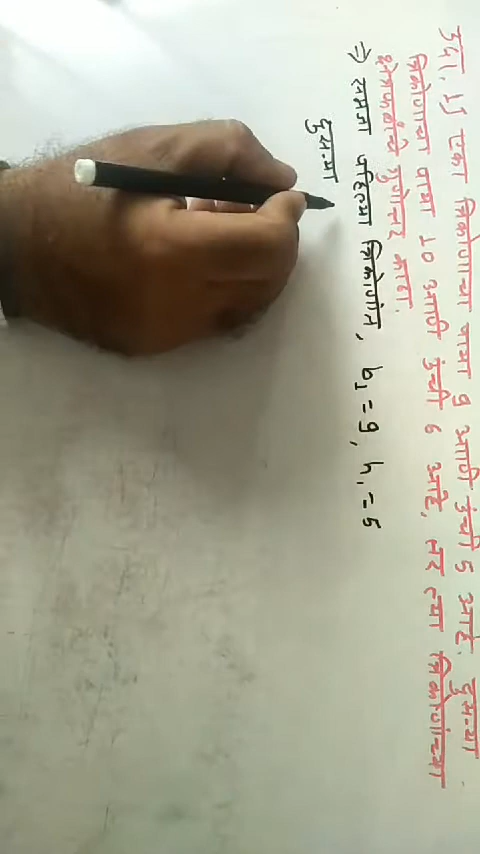 उदा. 1) एका त्रिकोणाचा पाया 9 आणि उंची 5 आहे. दुसऱ्या
त्रिकोणाचा पाया 10 आणि उंची 6 आहे, तर त्या त्रिकोणांच्या
क्षेत्रफळांचे गुणोत्तर काढा.
⇒ समजा पहिल्या त्रिकोणात, b₁ = 9, h₁ = 5
दुसऱ्या